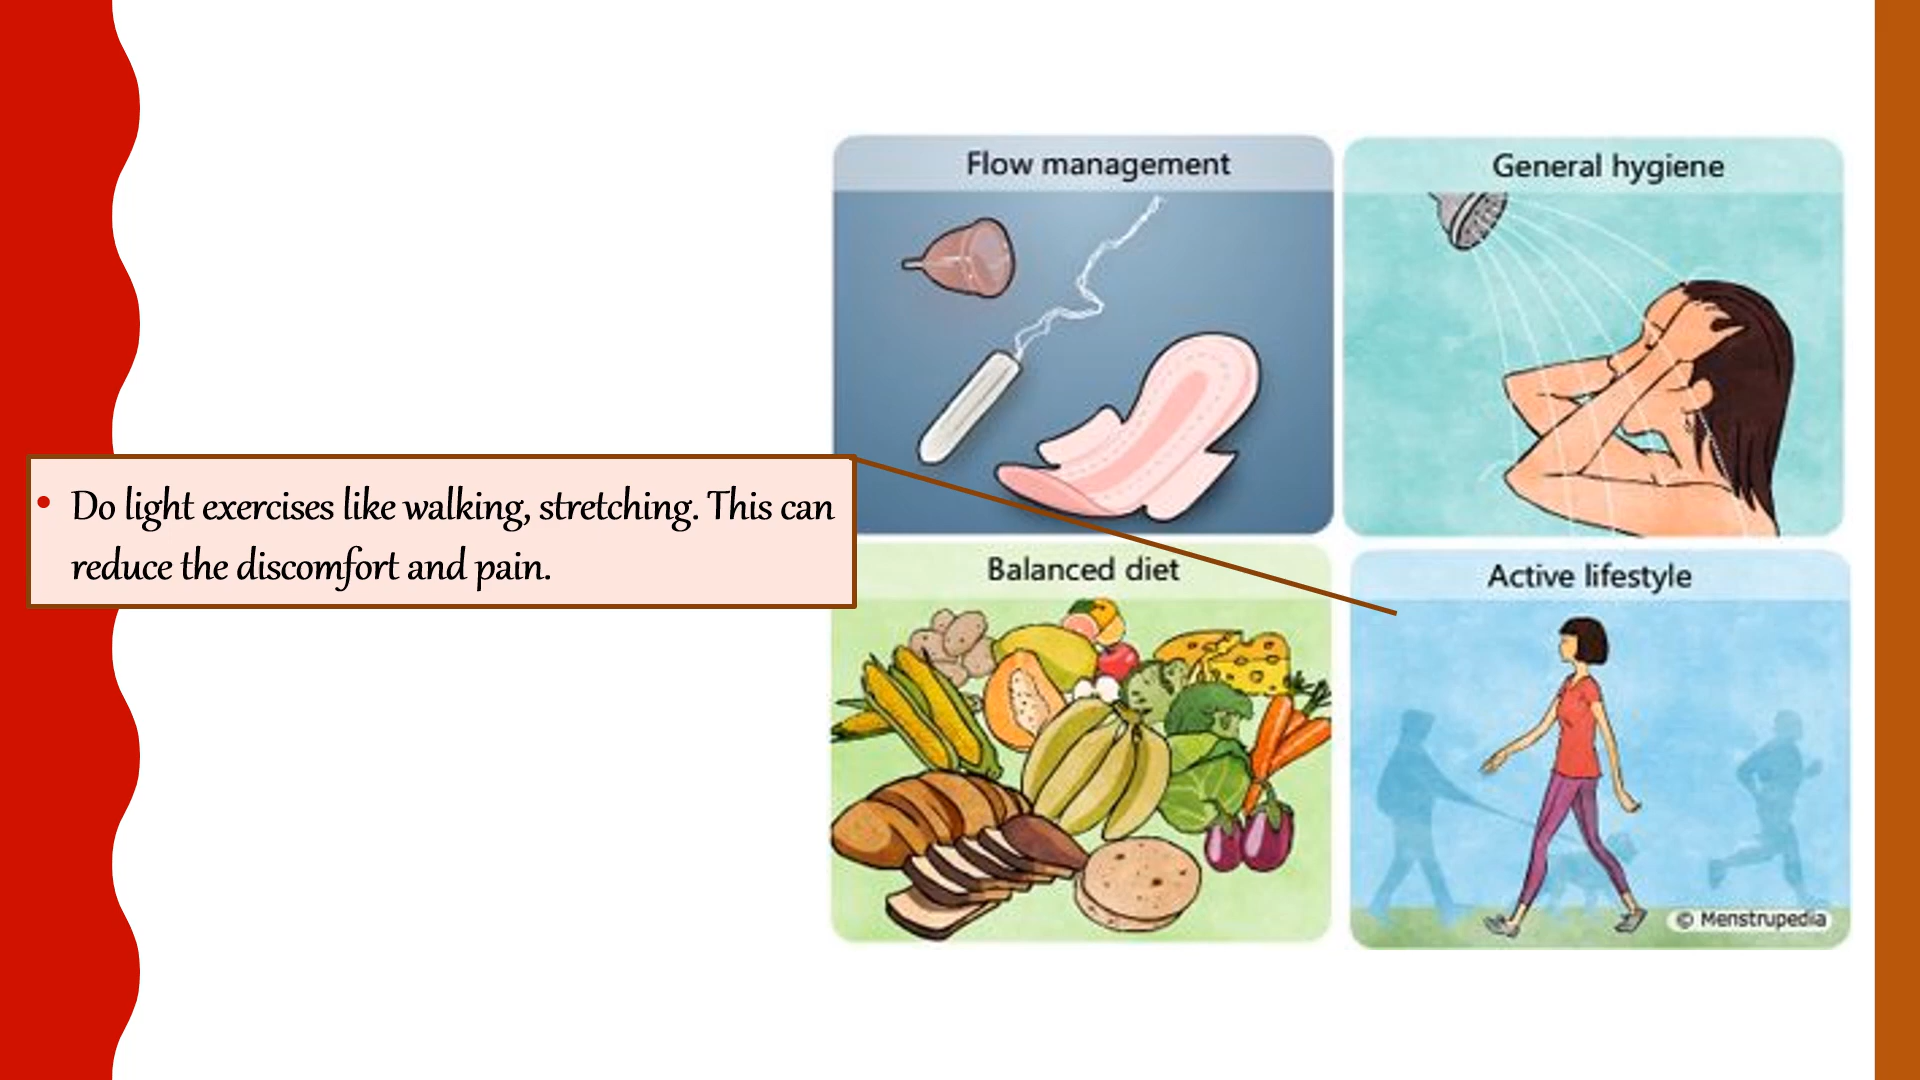 Flow management
General hygiene
• Do light exercises like walking, stretching. This can
reduce the discomfort and pain.
Balanced diet
Active lifestyle
© Menstrupedia